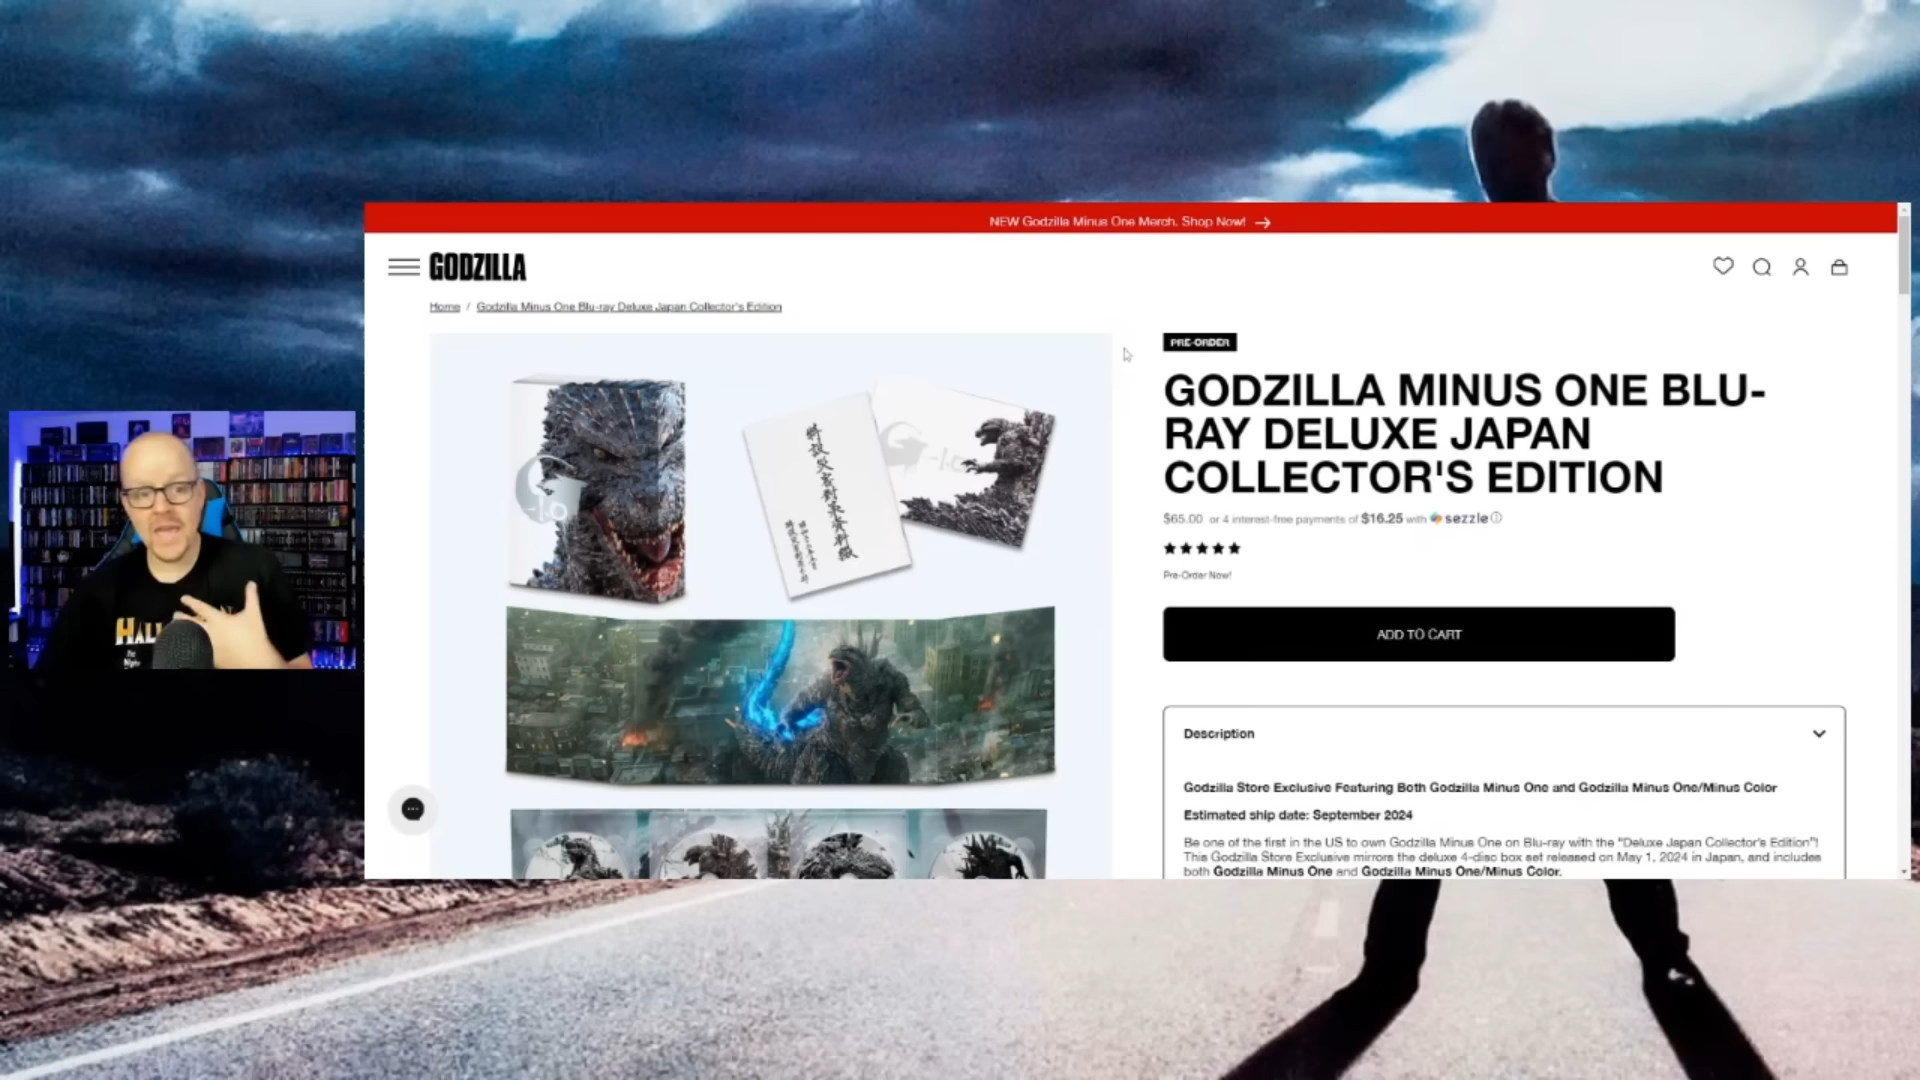 NEW Godzilla Minus One Merch. Shop Now! →
GODZILLA
Home / Godzilla Minus One Blu-ray Deluxe Japan Collector's Edition
PRE-ORDER
GODZILLA MINUS ONE BLU-
RAY DELUXE JAPAN
COLLECTOR'S EDITION
$65.00 or 4 interest-free payments of $16.25 with sezzle
Pre-Order Now!
ADD TO CART
Description
Godzilla Store Exclusive Featuring Both Godzilla Minus One and Godzilla Minus One/Minus Color
Estimated ship date: September 2024
Be one of the first in the US to own Godzilla Minus One on Blu-ray with the "Deluxe Japan Collector's Edition"!
This Godzilla Store Exclusive mirrors the deluxe 4-disc box set released on May 1, 2024 in Japan, and includes
both Godzilla Minus One and Godzilla Minus One/Minus Color.
-1.0
-1.0